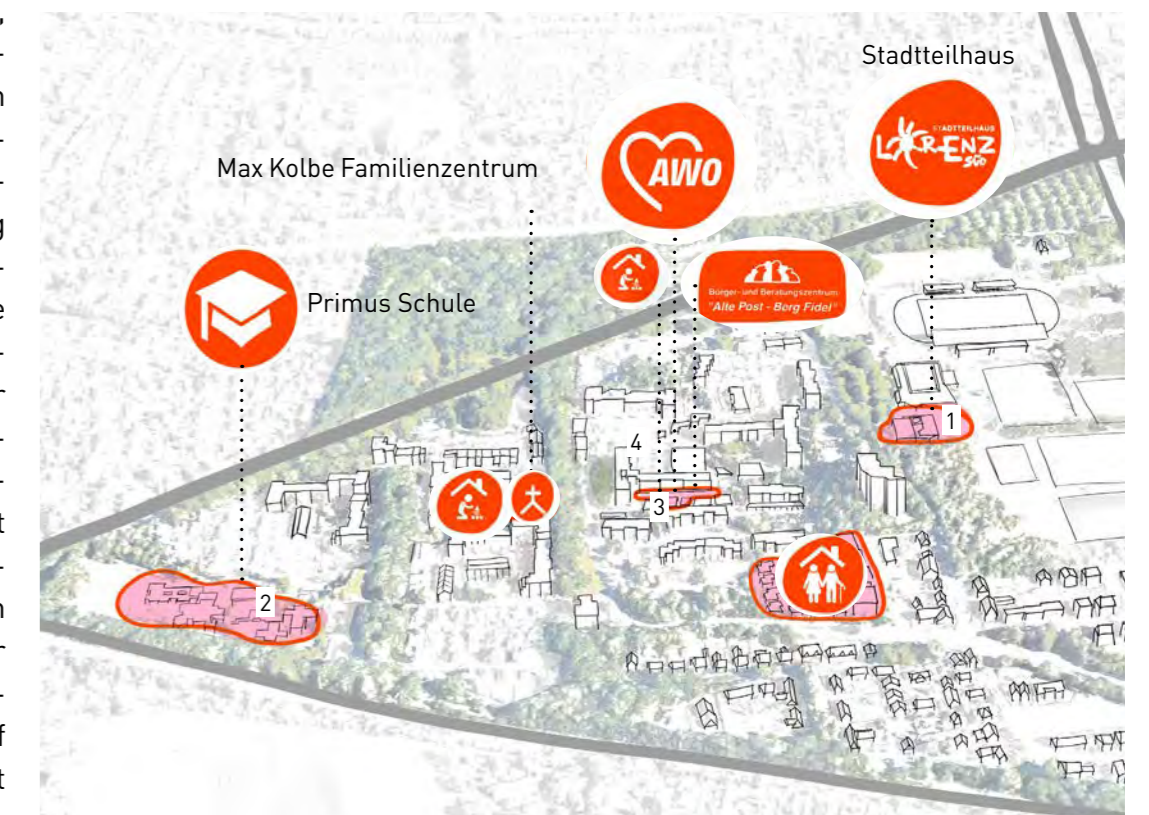 Stadtteilhaus
STADTTEILHAUS
LORENZ
SÜD
Max Kolbe Familienzentrum
AWO
Bürger- und Beratungszentrum
"Alte Post - Berg Fidel"
Primus Schule
1
4
3
2
g
e
r
t
n
r
f
t